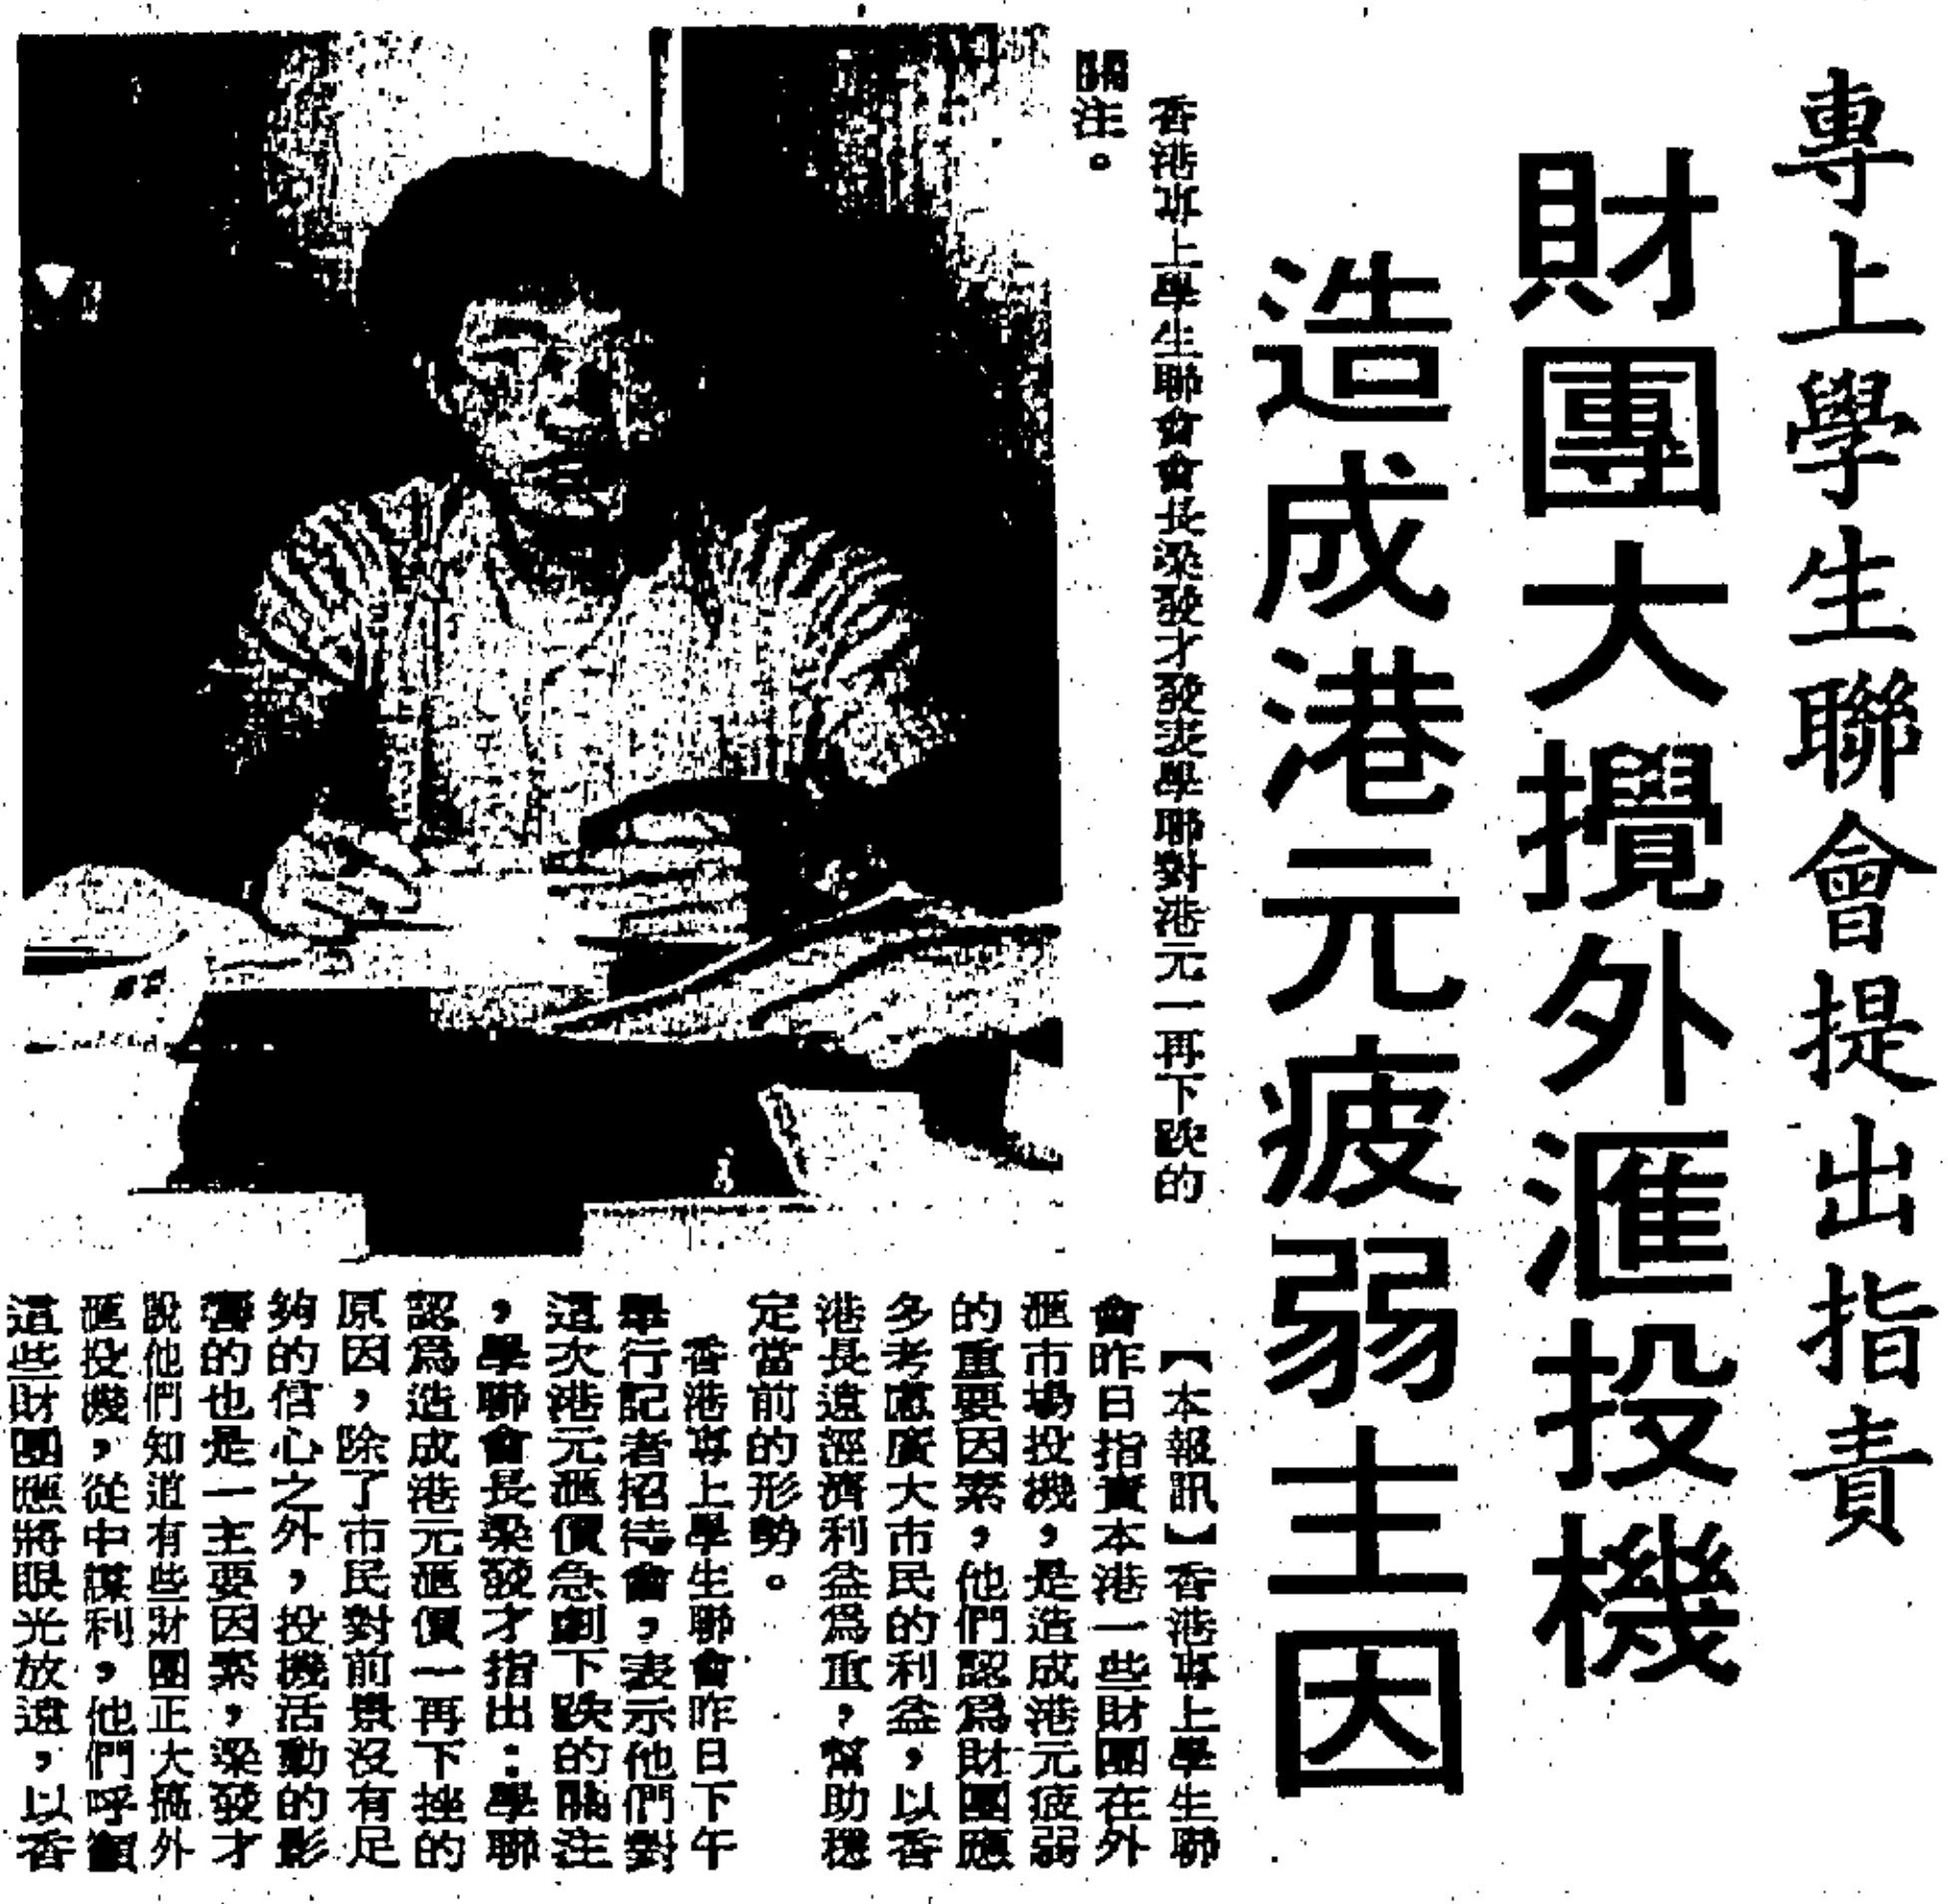 專上學生聯會提出指責
財團大攪外滙投機
造成港元疲弱主因
香港專上學生聯會會長梁發才發表學聯對港元一再下跌的
關注。
【本報訊】香港專上學生聯
會昨日指責本港一些財團在外
滙市場投機，是造成港元疲弱
的重要因素，他們認爲財團應
多考慮廣大市民的利益，以香
港長遠經濟利益爲重，幫助穩
定當前的形勢。
香港專上學生聯會昨日下午
舉行記者招待會，表示他們對
這次港元滙價急劇下跌的關注
，學聯會長梁發才指出：學聯
認爲造成港元滙價一再下挫的
原因，除了市民對前景沒有足
夠的信心之外，投機活動的影
響的也是一主要因素，梁發才
說他們知道有些財團正大搞外
滙投機，從中謀利，他們呼籲
這些財團應將眼光放遠，以香